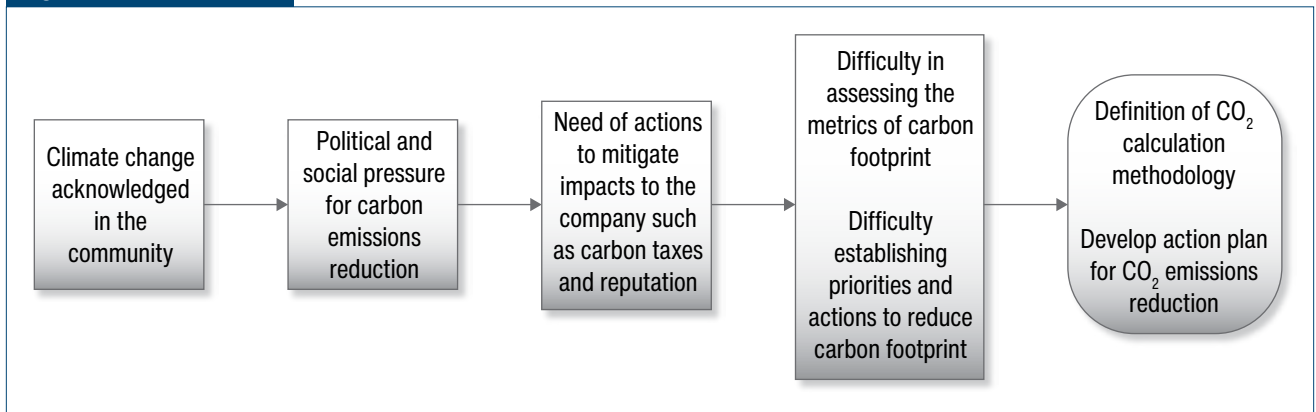 Climate change
acknowledged
in the
community
Political and
social pressure
for carbon
emissions
reduction
Need of actions
to mitigate
impacts to the
company such
as carbon taxes
and reputation
Difficulty in
assessing the
metrics of carbon
footprint
Difficulty
establishing
priorities and
actions to reduce
carbon footprint
Definition of CO₂
calculation
methodology
Develop action plan
for CO₂ emissions
reduction